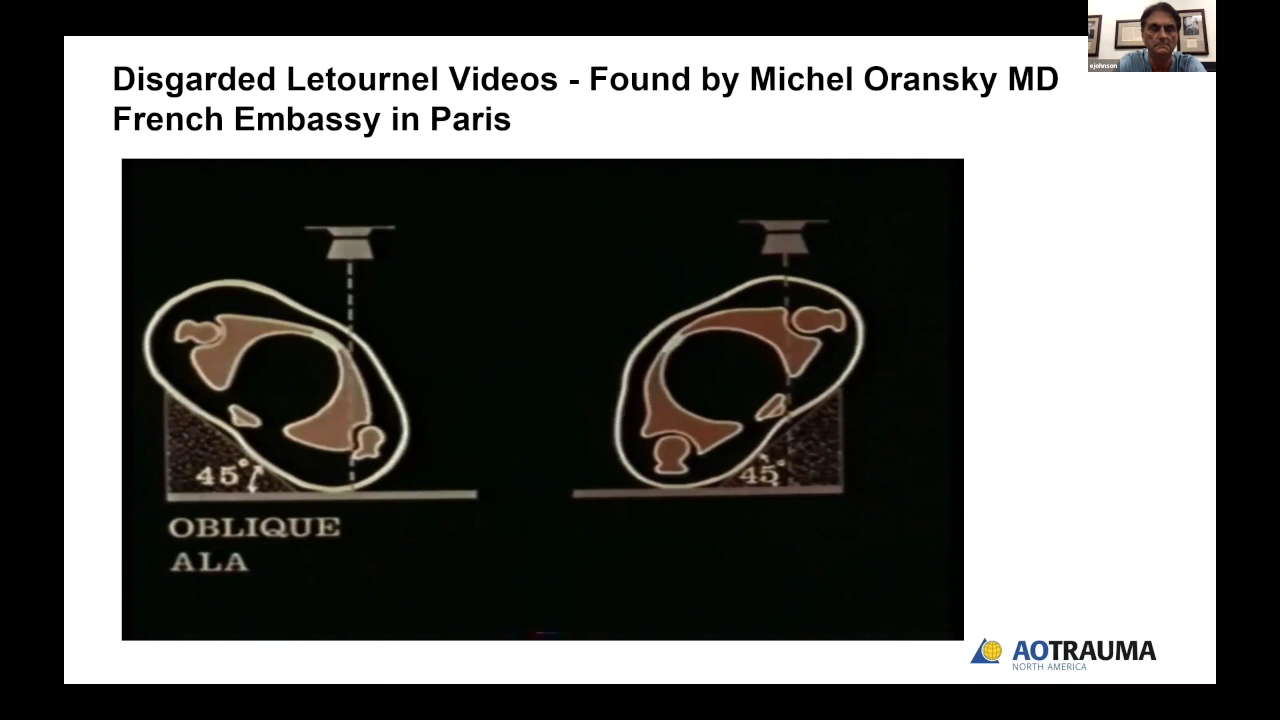 Disgarded Letournel Videos - Found by Michel Oransky MD
French Embassy in Paris
ejohnson
45°
45°
OBLIQUE
ALA
AOTRAUMA
NORTH AMERICA